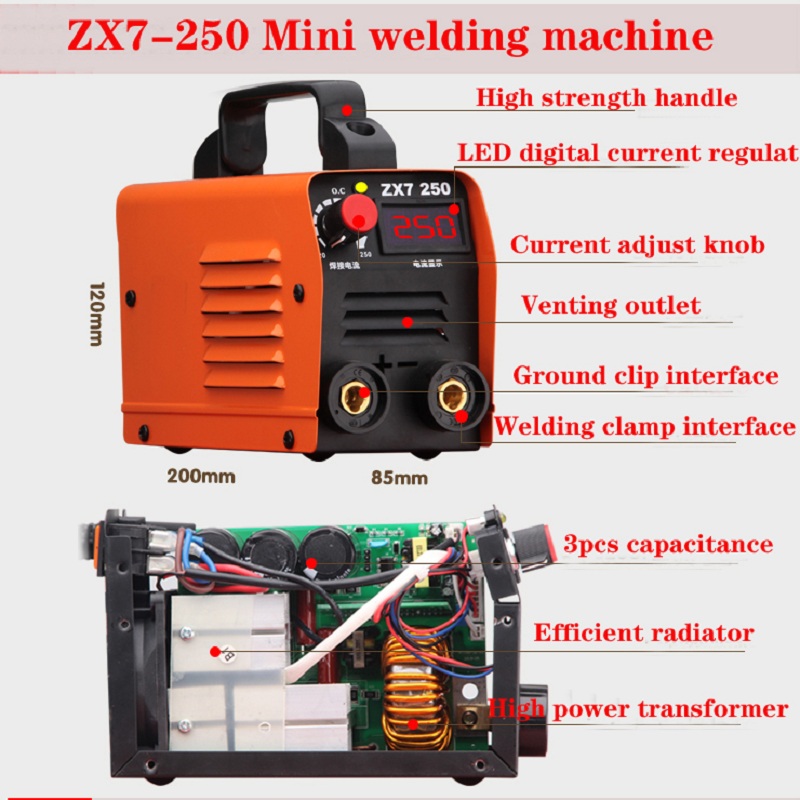 ZX7-250 Mini welding machine
High strength handle
LED digital current regulat
O.C
ZX7 250
250
Current adjust knob
0
250
焊接电流
电流显示
Venting outlet
120mm
+ -
Ground clip interface
Welding clamp interface
200mm
85mm
3pcs capacitance
Efficient radiator
High power transformer